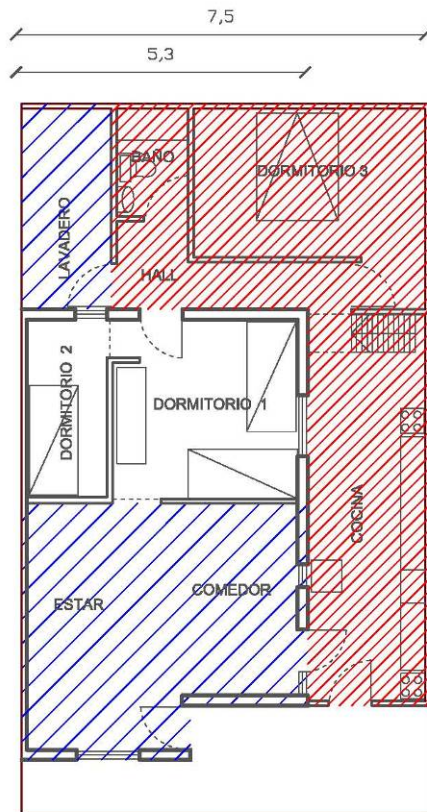 7,5
5,3
BAÑO
DORMITORIO 3
LAVADERO
HALL
DORMITORIO 2
DORMITORIO 1
COCINA
ESTAR
COMEDOR